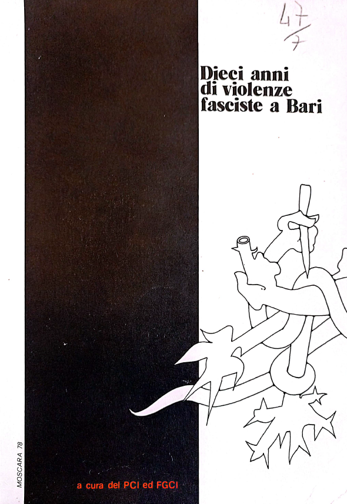 47
/
7
Dieci anni
di violenze
fasciste a Bari
MOSCARA 78
a cura del PCI ed FGCI